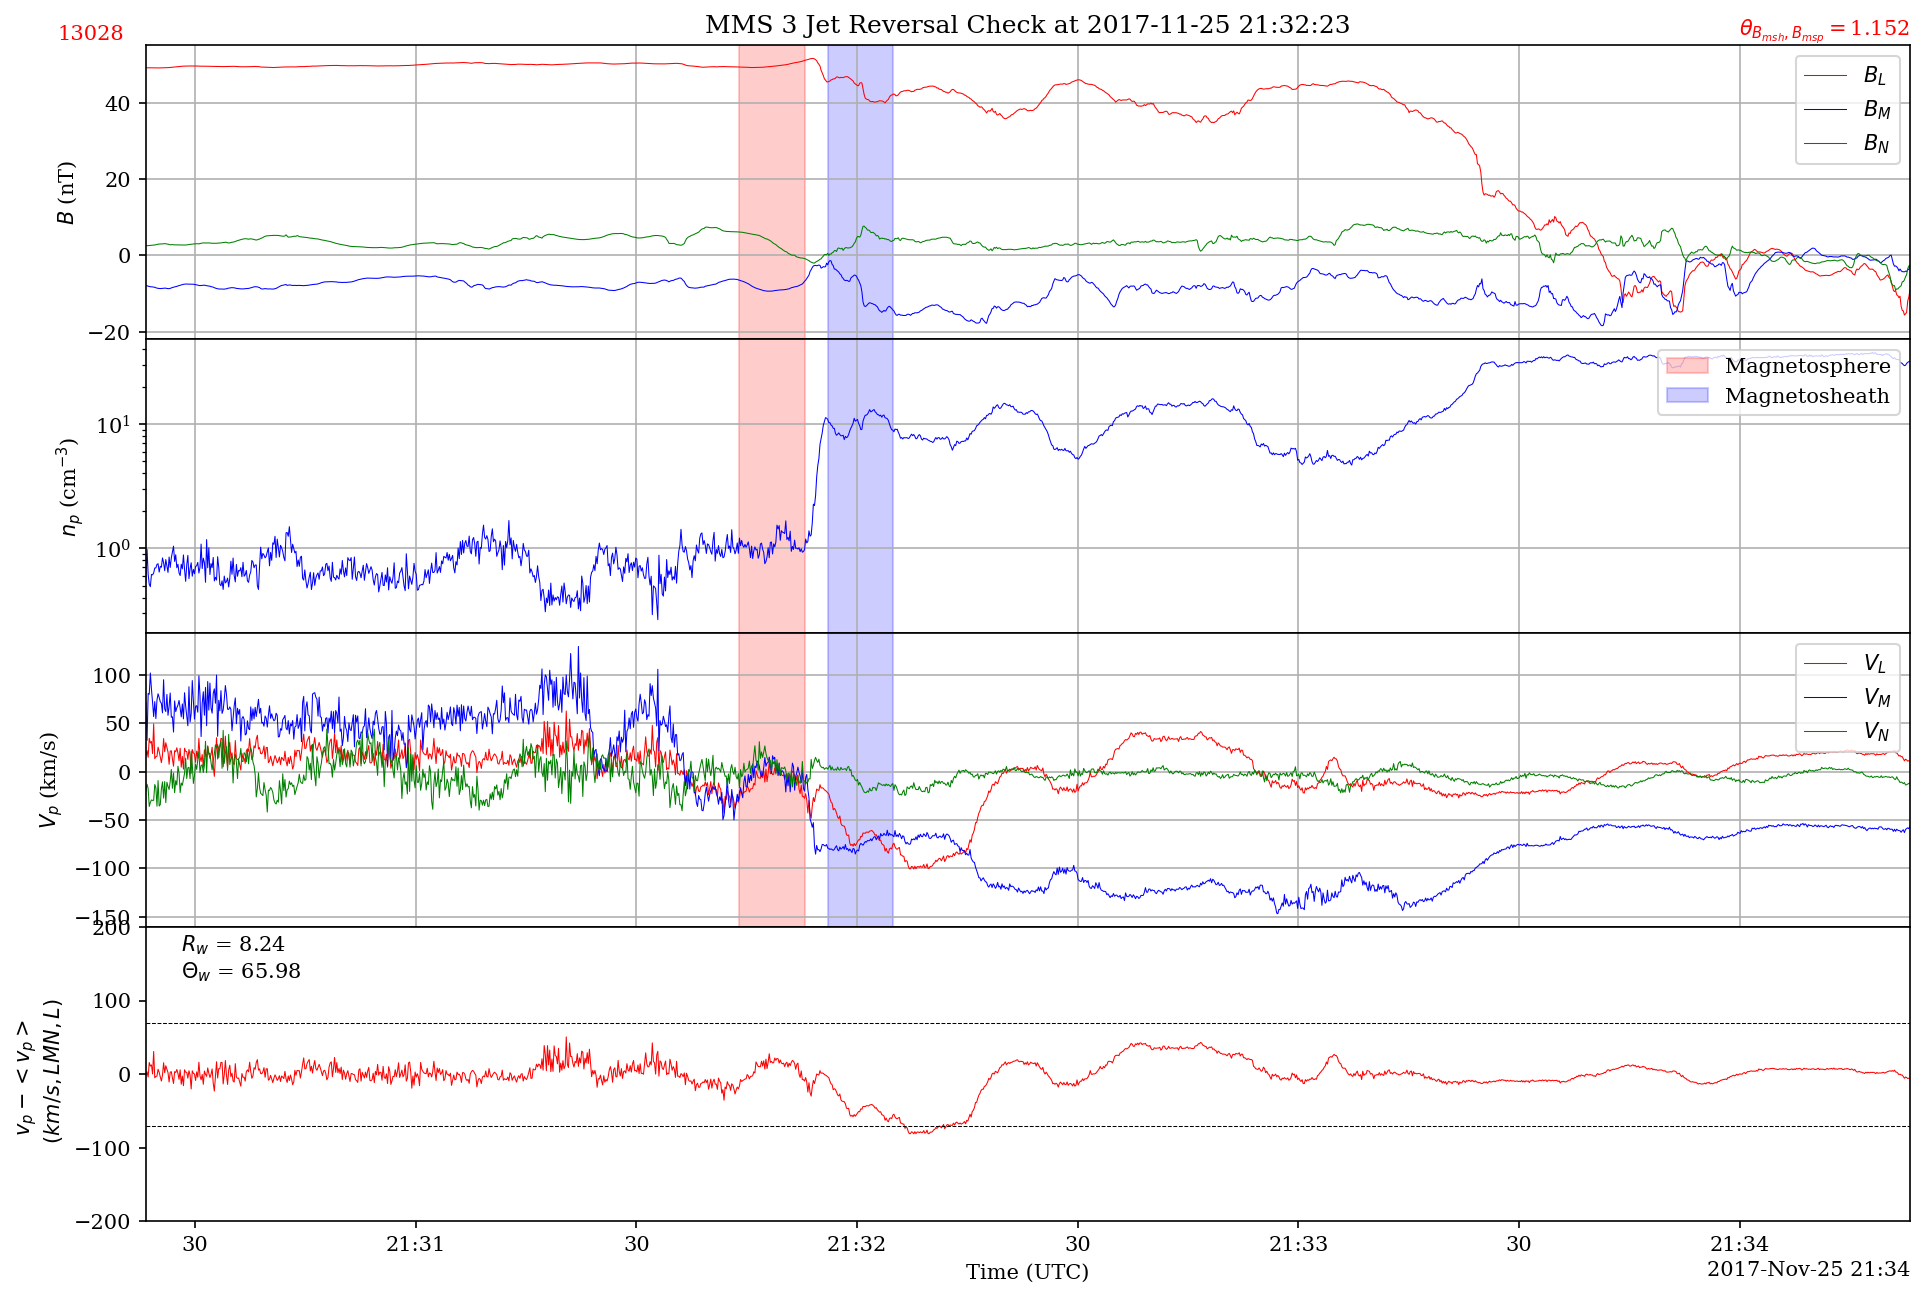 13028
MMS 3 Jet Reversal Check at 2017-11-25 21:32:23
θ_{B_{msh}, B_{msp}} = 1.152
B (nT)
40
20
0
−20
B_L
B_M
B_N
n_p (cm^{−3})
10^1
10^0
Magnetosphere
Magnetosheath
V_p (km/s)
100
50
0
−50
−100
−150
V_L
V_M
V_N
v_p − < v_p >
(km/s, LMN, L)
200
100
0
−100
−200
R_w = 8.24
Θ_w = 65.98
30
21:31
30
21:32
30
21:33
30
21:34
Time (UTC)
2017-Nov-25 21:34